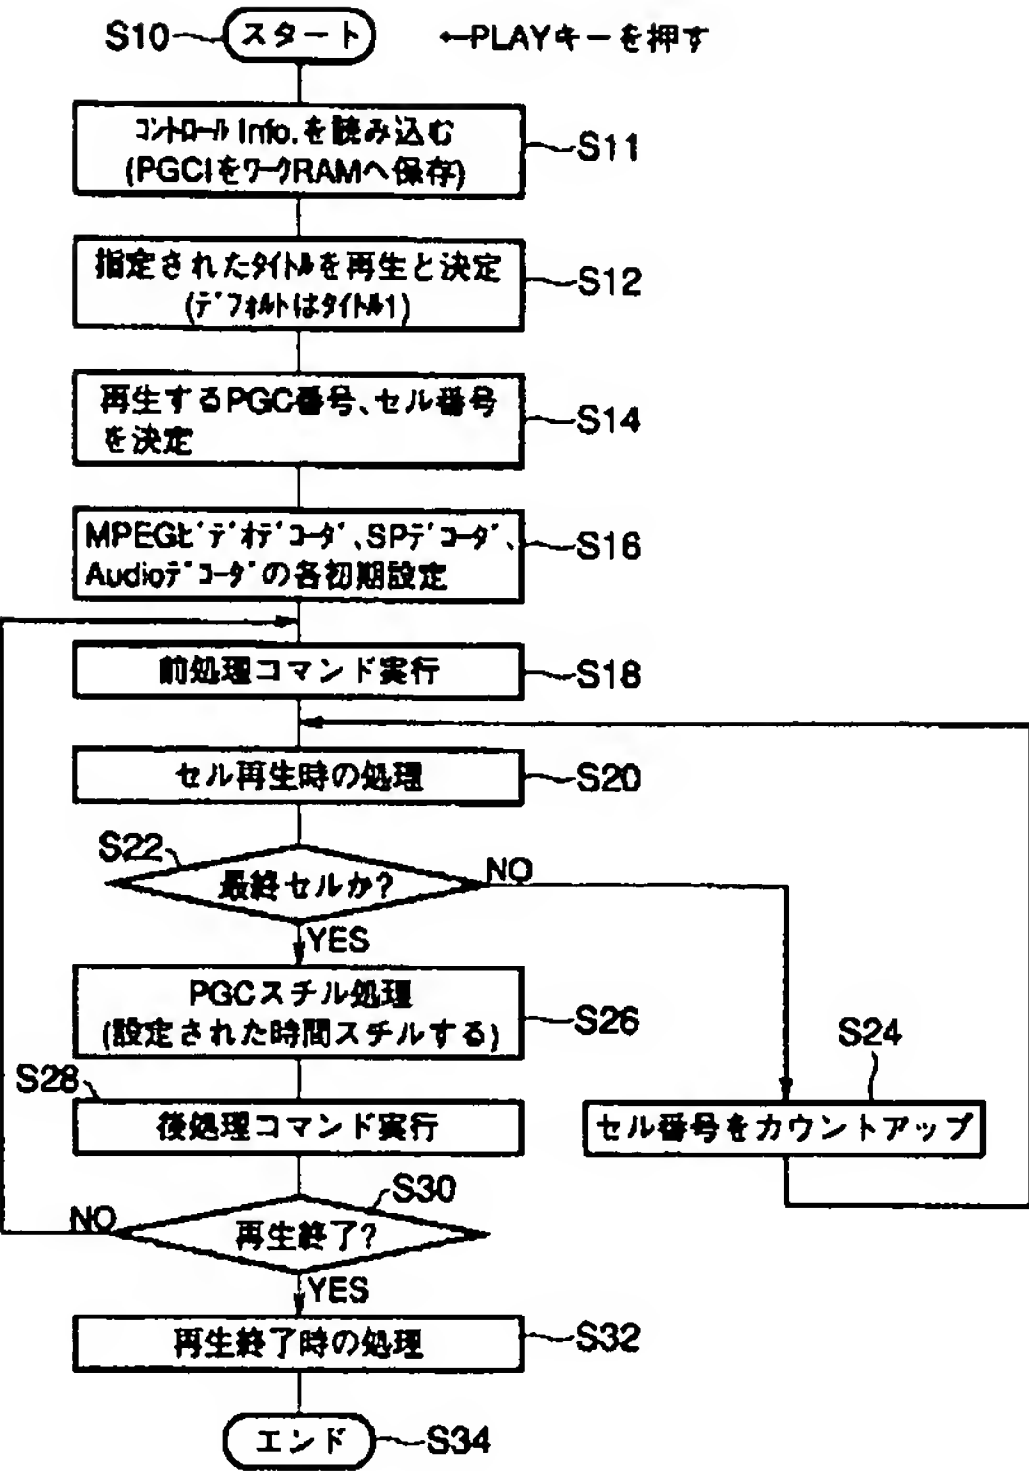 S10 スタート ←PLAYキーを押す
コントロール Info.を読み込む
(PGCIをワークRAMへ保存)
S11
指定されたタイトルを再生と決定
(デフォルトはタイトル1)
S12
再生するPGC番号、セル番号
を決定
S14
MPEGビデオデコーダ、SPデコーダ、
Audioデコーダの各初期設定
S16
前処理コマンド実行
S18
セル再生時の処理
S20
S22
最終セルか?
NO
YES
PGCスチル処理
(設定された時間スチルする)
S26
S24
セル番号をカウントアップ
S28
後処理コマンド実行
S30
再生終了?
NO
YES
再生終了時の処理
S32
エンド
S34